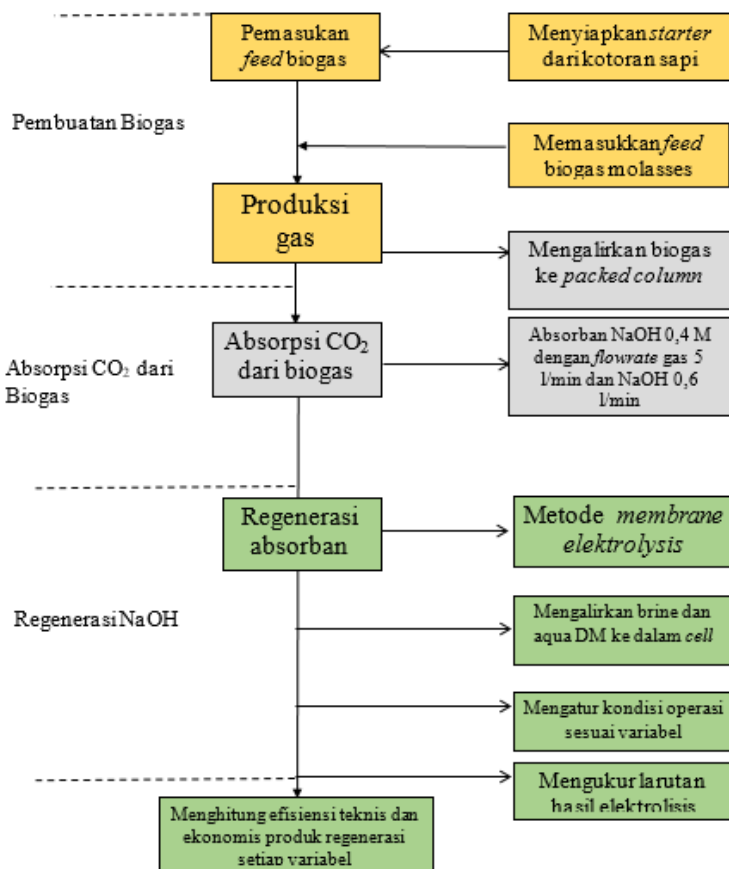 Pemasukan
feed biogas
Menyiapkan starter
dari kotoran sapi
Pembuatan Biogas
Memasukkan feed
biogas molasses
Produksi
gas
Mengalirkan biogas
ke packed column
Absorpsi CO₂ dari
Biogas
Absorpsi CO₂
dari biogas
Absorban NaOH 0,4 M
dengan flowrate gas 5
l/min dan NaOH 0,6
l/min
Regenerasi
absorban
Metode membrane
elektrolysis
Regenerasi NaOH
Mengalirkan brine dan
aqua DM ke dalam cell
Mengatur kondisi operasi
sesuai variabel
Mengukur larutan
hasil elektrolisis
Menghitung efisiensi teknis dan
ekonomis produk regenerasi
setiap variabel